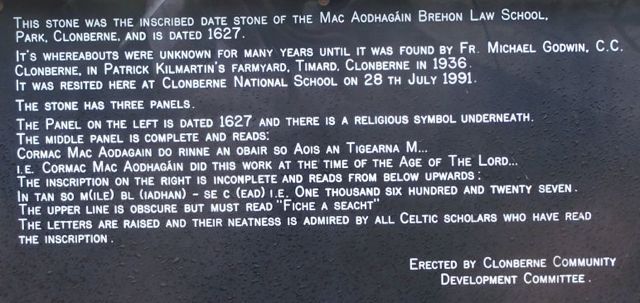 This stone was the inscribed date stone of the Mac Aodhagáin Brehon Law School,
Park, Clonberne, and is dated 1627.
It's whereabouts were unknown for many years until it was found by Fr. Michael Godwin, C.C.
Clonberne, in Patrick Kilmartin's farmyard, Timard, Clonberne in 1936.
It was resited here at Clonberne National School on 28 th July 1991.
The stone has three panels.
The Panel on the left is dated 1627 and there is a religious symbol underneath.
The middle panel is complete and reads:
Cormac Mac Aodagain do rinne an obair so Aois an Tigearna M...
i.e. Cormac Mac Aodhagáin did this work at the time of the Age of The Lord...
The inscription on the right is incomplete and reads from below upwards:
In tan so m(ile) bl (iadhan) - se c (ead) i.e. One thousand six hundred and twenty seven.
The upper line is obscure but must read "Fiche a seacht"
The letters are raised and their neatness is admired by all Celtic scholars who have read
the inscription.
Erected by Clonberne Community
Development Committee.